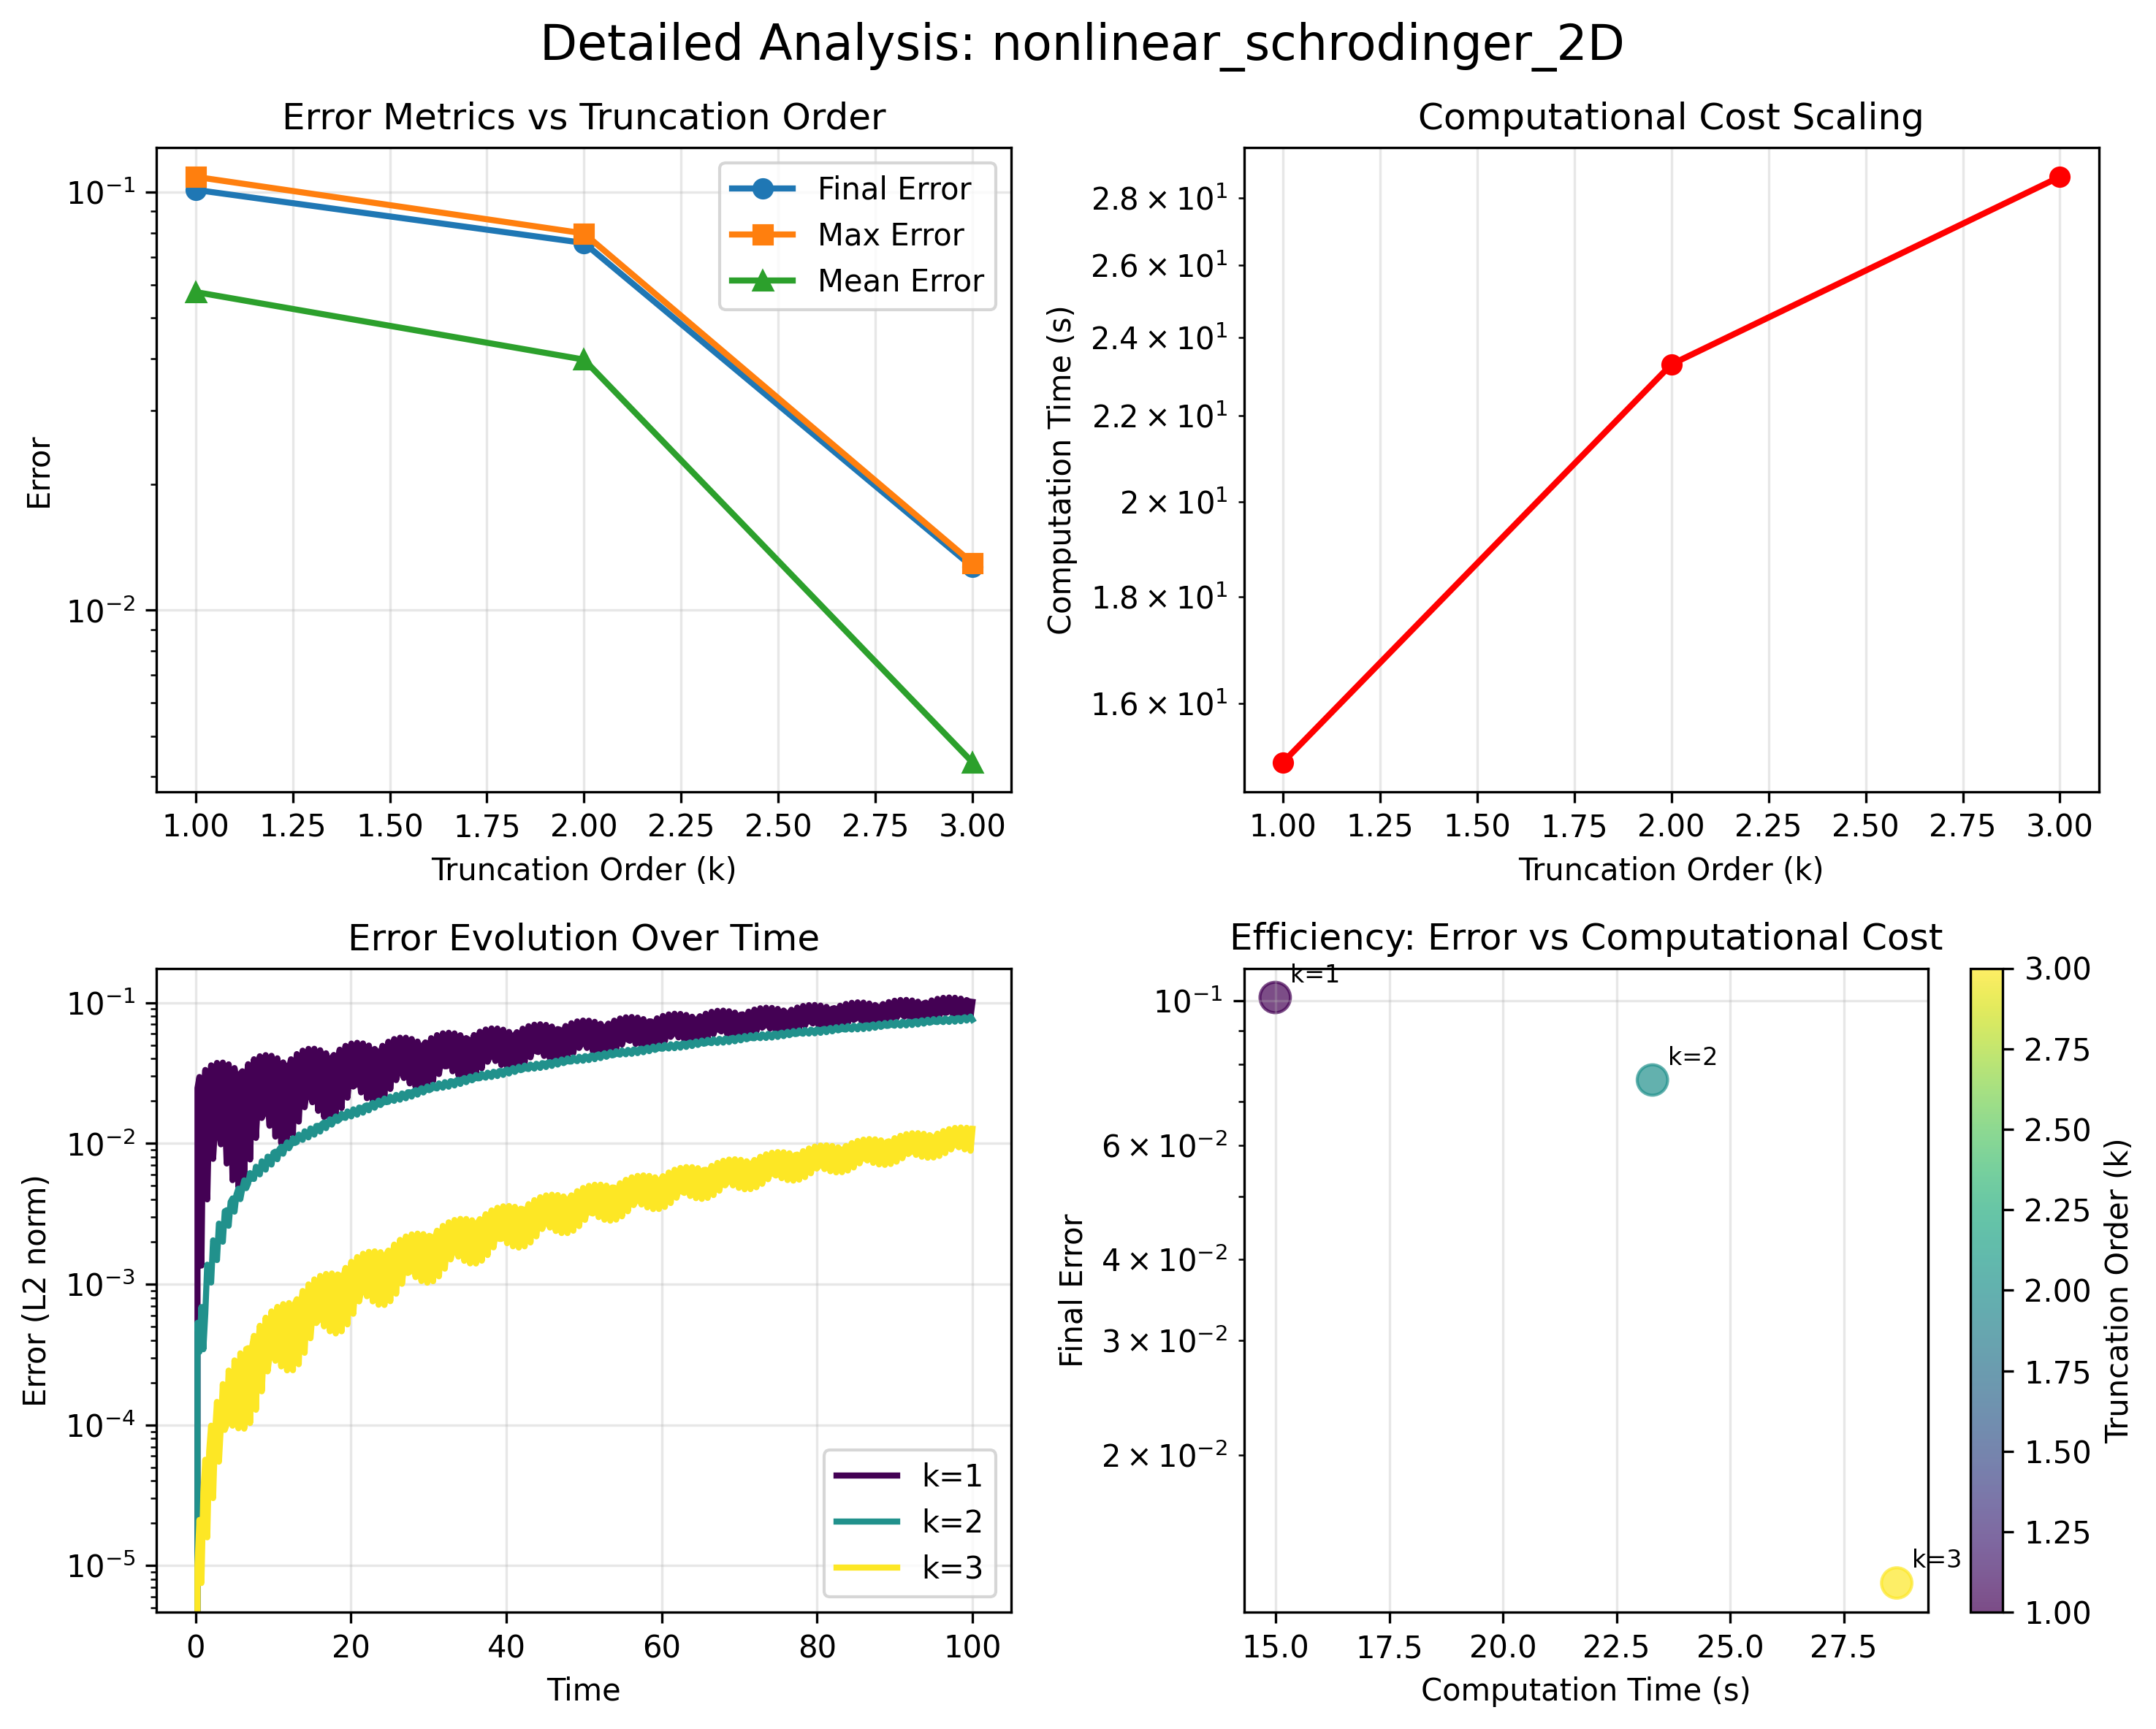 Detailed Analysis: nonlinear_schrodinger_2D
Error Metrics vs Truncation Order
10⁻¹
10⁻²
Error
1.00 1.25 1.50 1.75 2.00 2.25 2.50 2.75 3.00
Truncation Order (k)
Final Error
Max Error
Mean Error
Computational Cost Scaling
2.8 × 10¹
2.6 × 10¹
2.4 × 10¹
2.2 × 10¹
2 × 10¹
1.8 × 10¹
1.6 × 10¹
Computation Time (s)
1.00 1.25 1.50 1.75 2.00 2.25 2.50 2.75 3.00
Truncation Order (k)
Error Evolution Over Time
10⁻¹
10⁻²
10⁻³
10⁻⁴
10⁻⁵
Error (L2 norm)
0 20 40 60 80 100
Time
k=1
k=2
k=3
Efficiency: Error vs Computational Cost
10⁻¹
6 × 10⁻²
4 × 10⁻²
3 × 10⁻²
2 × 10⁻²
Final Error
k=1
k=2
k=3
15.0 17.5 20.0 22.5 25.0 27.5
Computation Time (s)
3.00
2.75
2.50
2.25
2.00
1.75
1.50
1.25
1.00
Truncation Order (k)